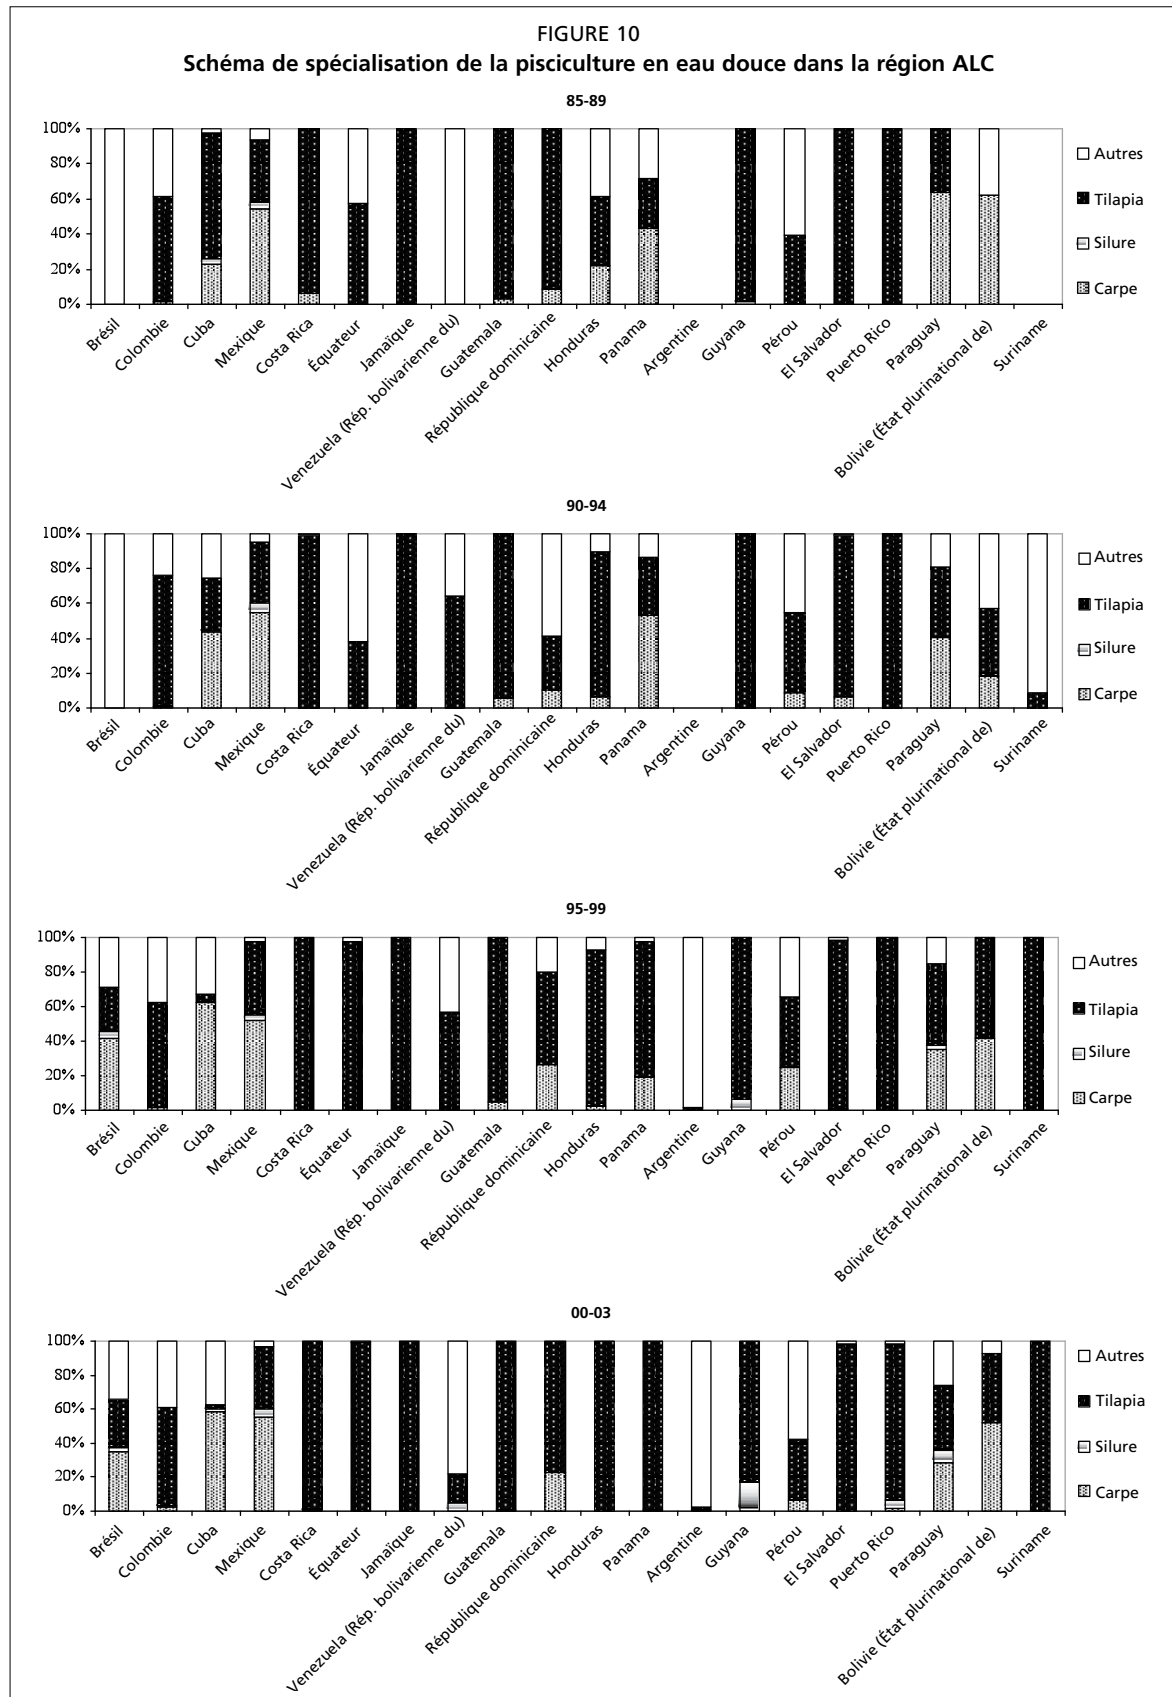 FIGURE 10
Schéma de spécialisation de la pisciculture en eau douce dans la région ALC
85-89
100%
80%
60%
40%
20%
0%
Autres
Tilapia
Silure
Carpe
Brésil
Colombie
Cuba
Mexique
Costa Rica
Équateur
Jamaïque
Venezuela (Rép. bolivarienne du)
Guatemala
République dominicaine
Honduras
Panama
Argentine
Guyana
Pérou
El Salvador
Puerto Rico
Paraguay
Bolivie (État plurinational de)
Suriname
90-94
100%
80%
60%
40%
20%
0%
Autres
Tilapia
Silure
Carpe
Brésil
Colombie
Cuba
Mexique
Costa Rica
Équateur
Jamaïque
Venezuela (Rép. bolivarienne du)
Guatemala
République dominicaine
Honduras
Panama
Argentine
Guyana
Pérou
El Salvador
Puerto Rico
Paraguay
Bolivie (État plurinational de)
Suriname
95-99
100%
80%
60%
40%
20%
0%
Autres
Tilapia
Silure
Carpe
Brésil
Colombie
Cuba
Mexique
Costa Rica
Équateur
Jamaïque
Venezuela (Rép. bolivarienne du)
Guatemala
République dominicaine
Honduras
Panama
Argentine
Guyana
Pérou
El Salvador
Puerto Rico
Paraguay
Bolivie (État plurinational de)
Suriname
00-03
100%
80%
60%
40%
20%
0%
Autres
Tilapia
Silure
Carpe
Brésil
Colombie
Cuba
Mexique
Costa Rica
Équateur
Jamaïque
Venezuela (Rép. bolivarienne du)
Guatemala
République dominicaine
Honduras
Panama
Argentine
Guyana
Pérou
El Salvador
Puerto Rico
Paraguay
Bolivie (État plurinational de)
Suriname